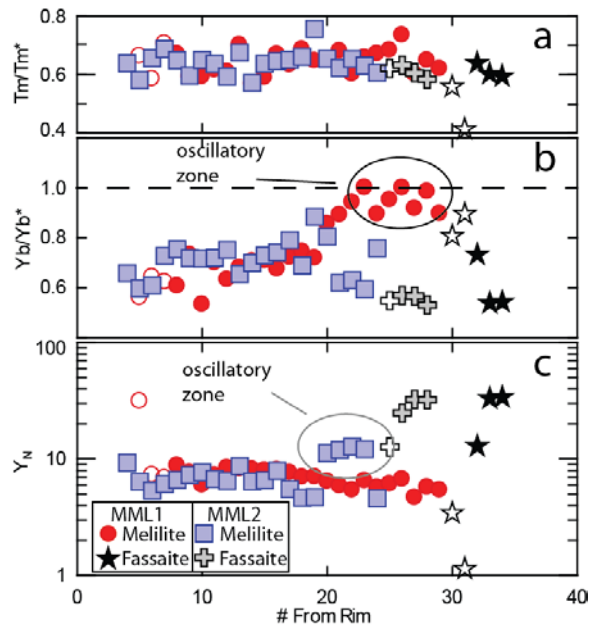 0.8
0.6
0.4
Tm/Tm*
a
oscillatory
zone
b
1.0
0.8
0.6
Yb/Yb*
100
10
1
Y_N
oscillatory
zone
c
MML1 MML2
Melilite Melilite
Fassaite Fassaite
0 10 20 30 40
# From Rim